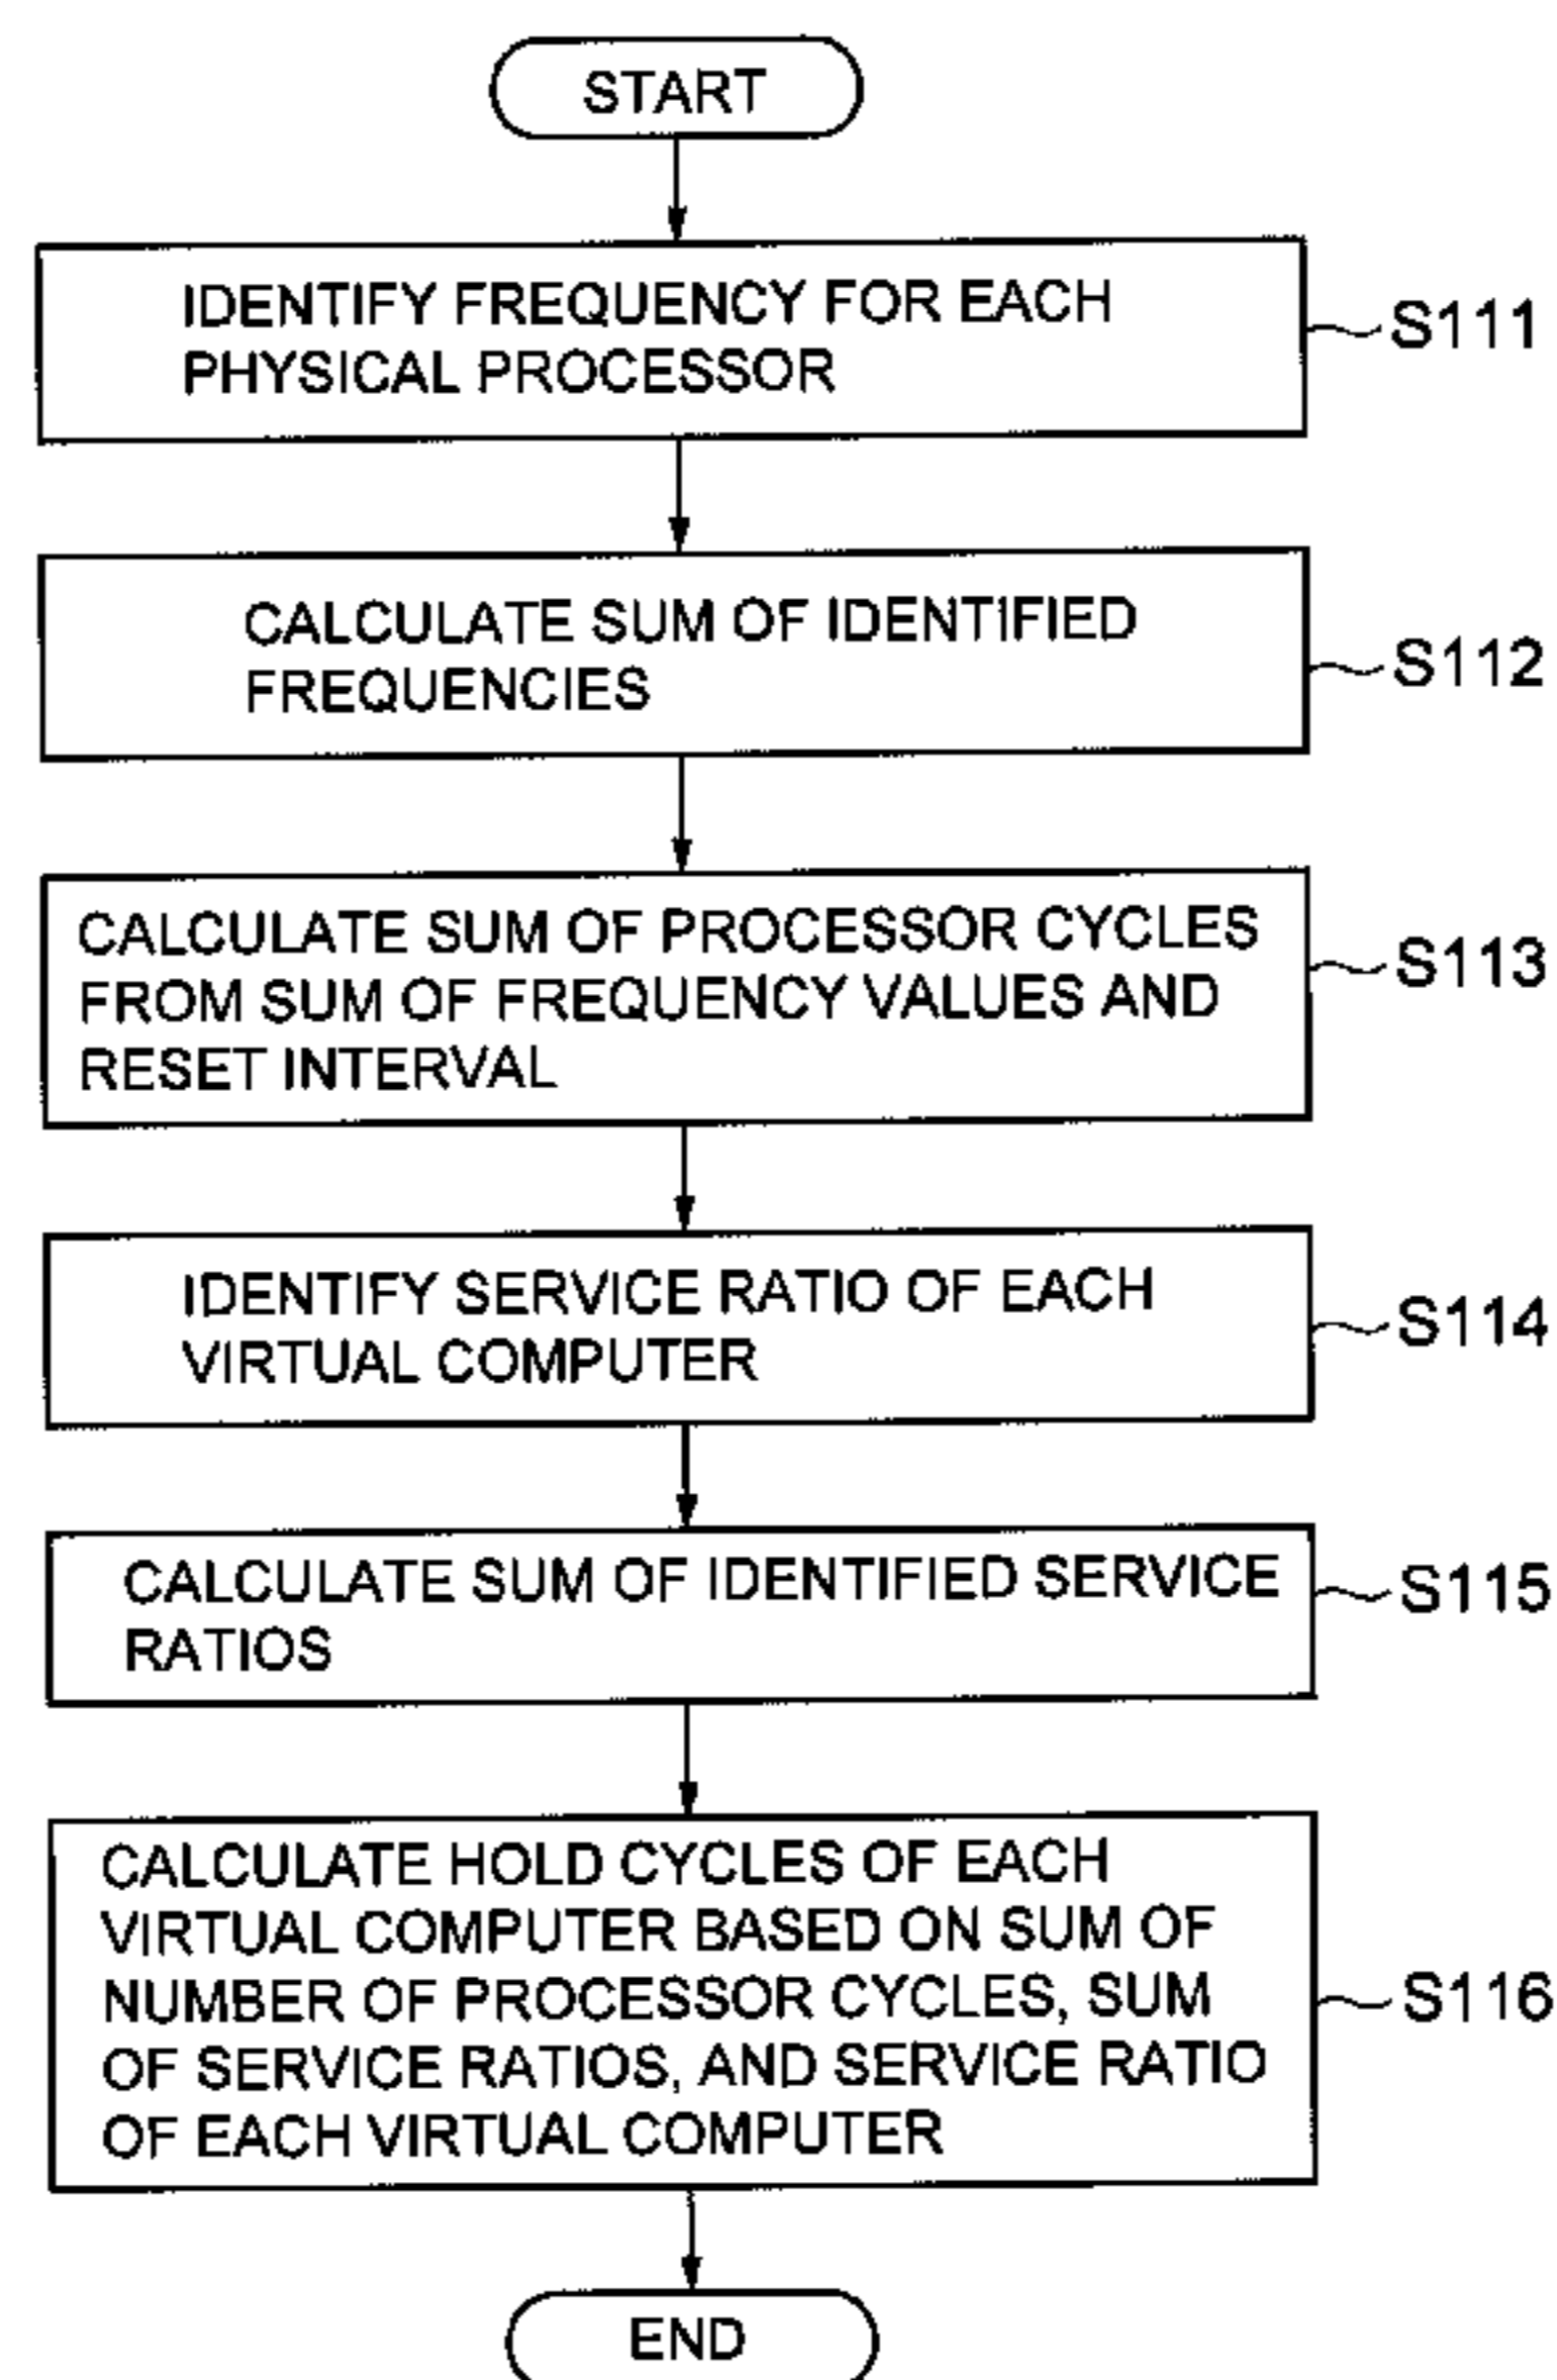 START
IDENTIFY FREQUENCY FOR EACH
PHYSICAL PROCESSOR
S111
CALCULATE SUM OF IDENTIFIED
FREQUENCIES
S112
CALCULATE SUM OF PROCESSOR CYCLES
FROM SUM OF FREQUENCY VALUES AND
RESET INTERVAL
S113
IDENTIFY SERVICE RATIO OF EACH
VIRTUAL COMPUTER
S114
CALCULATE SUM OF IDENTIFIED SERVICE
RATIOS
S115
CALCULATE HOLD CYCLES OF EACH
VIRTUAL COMPUTER BASED ON SUM OF
NUMBER OF PROCESSOR CYCLES, SUM
OF SERVICE RATIOS, AND SERVICE RATIO
OF EACH VIRTUAL COMPUTER
S116
END